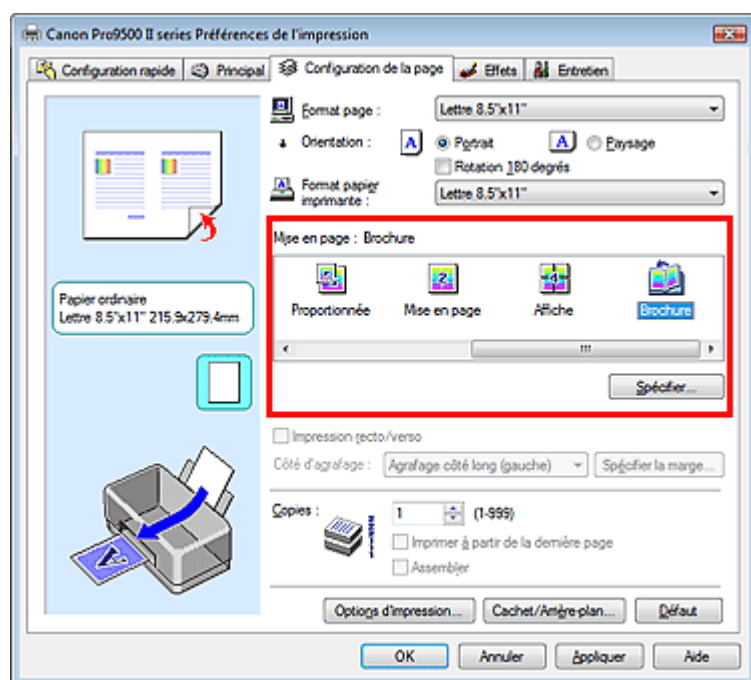 Canon Pro9500 II series Préférences de l'impression
Configuration rapide Principal Configuration de la page Effets Entretien
Format page : Lettre 8.5"x11"
Orientation : A Portrait A Paysage
Rotation 180 degrés
Format papier imprimante : Lettre 8.5"x11"
Mise en page : Brochure
Proportionnée Mise en page Affiche Brochure
Papier ordinaire
Lettre 8.5"x11" 215.9x279.4mm
Spécifier...
Impression recto/verso
Côté d'agrafage : Agrafage côté long (gauche) Spécifier la marge...
Copies : 1 (1-999)
Imprimer à partir de la dernière page
Assembler
Options d'impression... Cachet/Arrière-plan... Défaut
OK Annuler Appliquer Aide